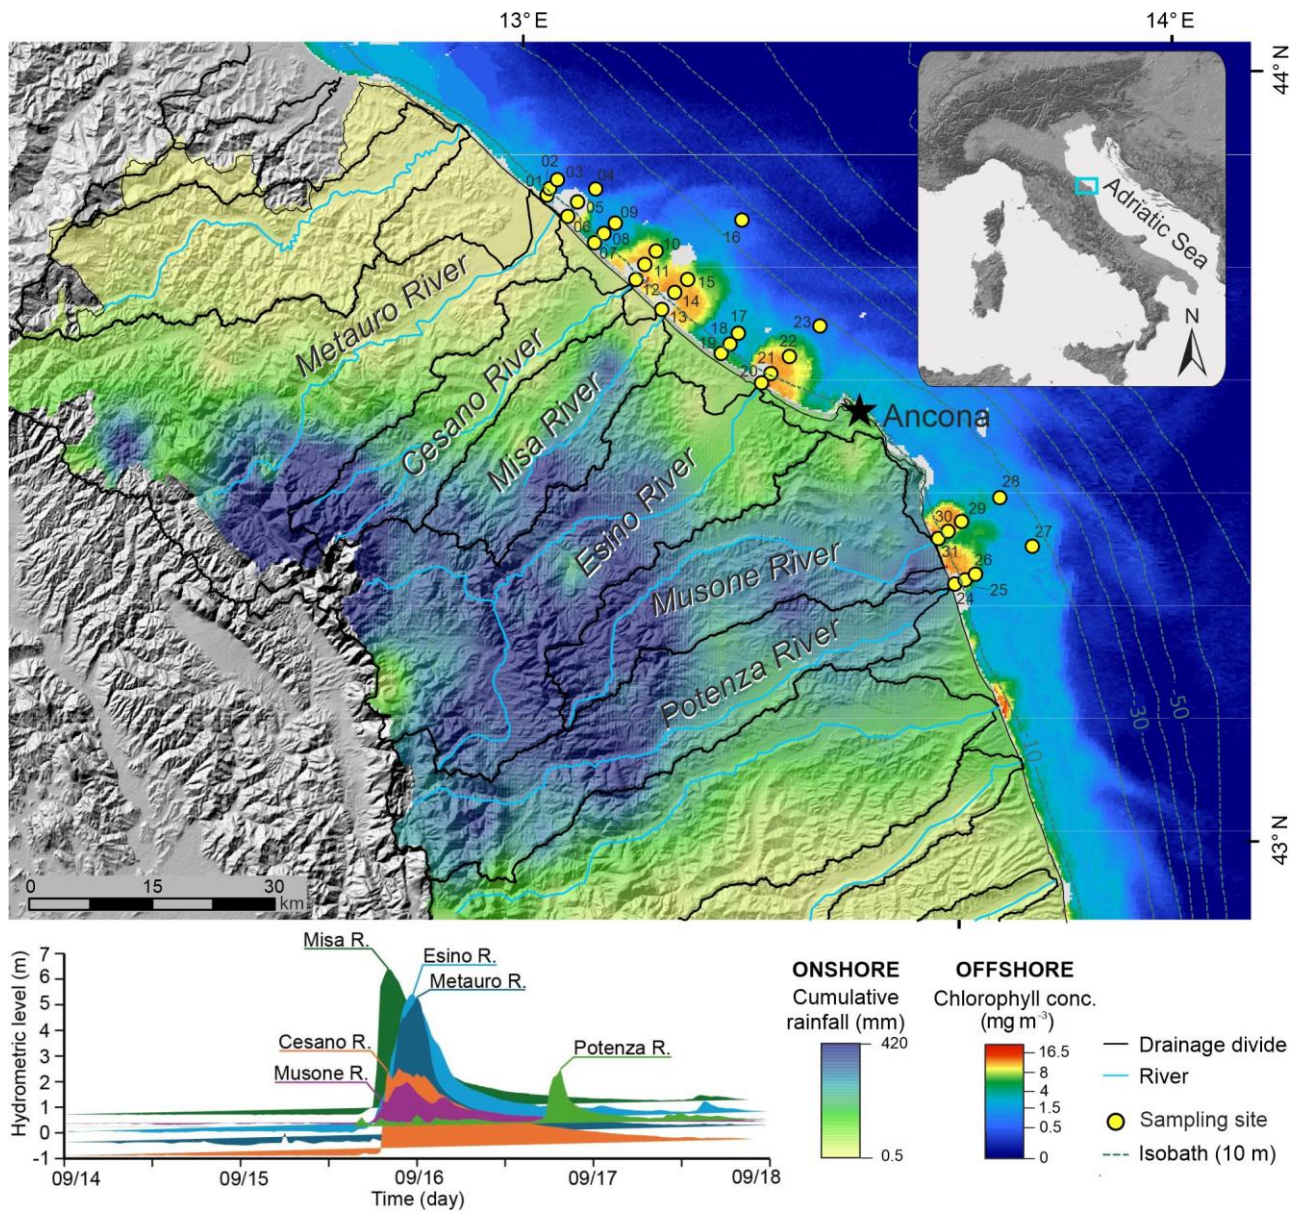 13° E
14° E
44° N
43° N
Adriatic Sea
N
02
01
03
04
05
06
09
08
07
16
10
11
12
15
14
13
17
18
19
23
22
21
20
Ancona
28
29
30
27
31
26
25
24
Metauro River
Cesano River
Misa River
Esino River
Musone River
Potenza River
-10
-30
-50
0 15 30
km
Misa R.
Esino R.
Metauro R.
Cesano R.
Musone R.
Potenza R.
Hydrometric level (m)
7
6
5
4
3
2
1
0
-1
09/14 09/15 09/16 09/17 09/18
Time (day)
ONSHORE
Cumulative
rainfall (mm)
420
0.5
OFFSHORE
Chlorophyll conc.
(mg m⁻³)
16.5
8
4
1.5
0.5
0
Drainage divide
River
Sampling site
Isobath (10 m)